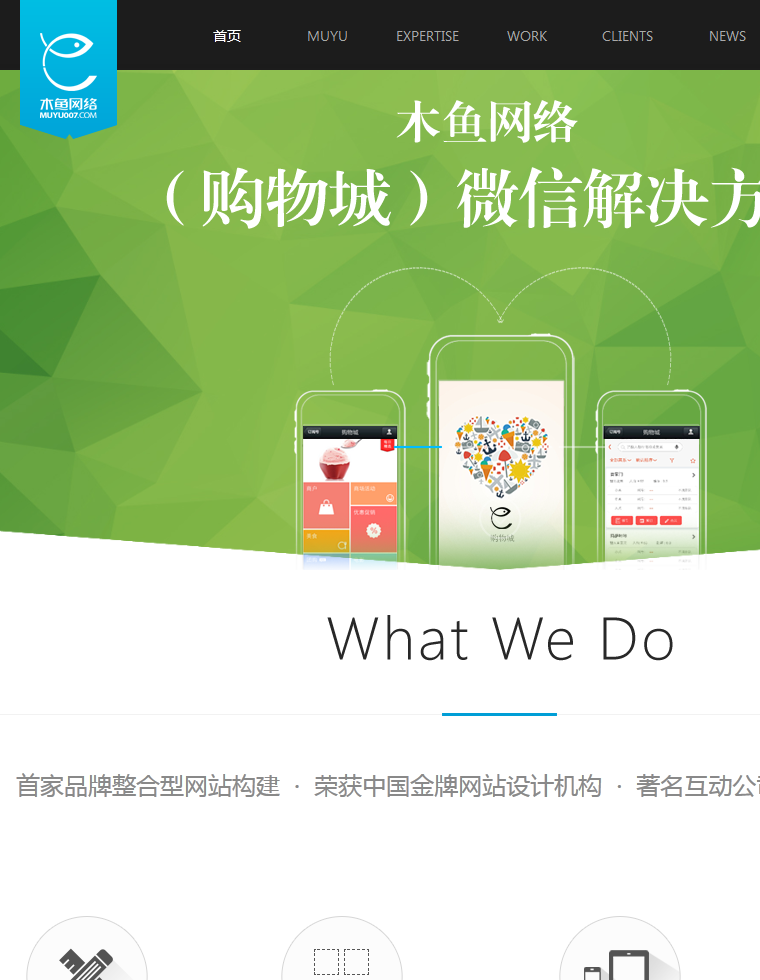 首页 MUYU EXPERTISE WORK CLIENTS NEWS
木鱼网络
MUYU007.COM
木鱼网络
（购物城）微信解决方
购物城
购物城
购物城
What We Do
首家品牌整合型网站构建 · 荣获中国金牌网站设计机构 · 著名互动公司